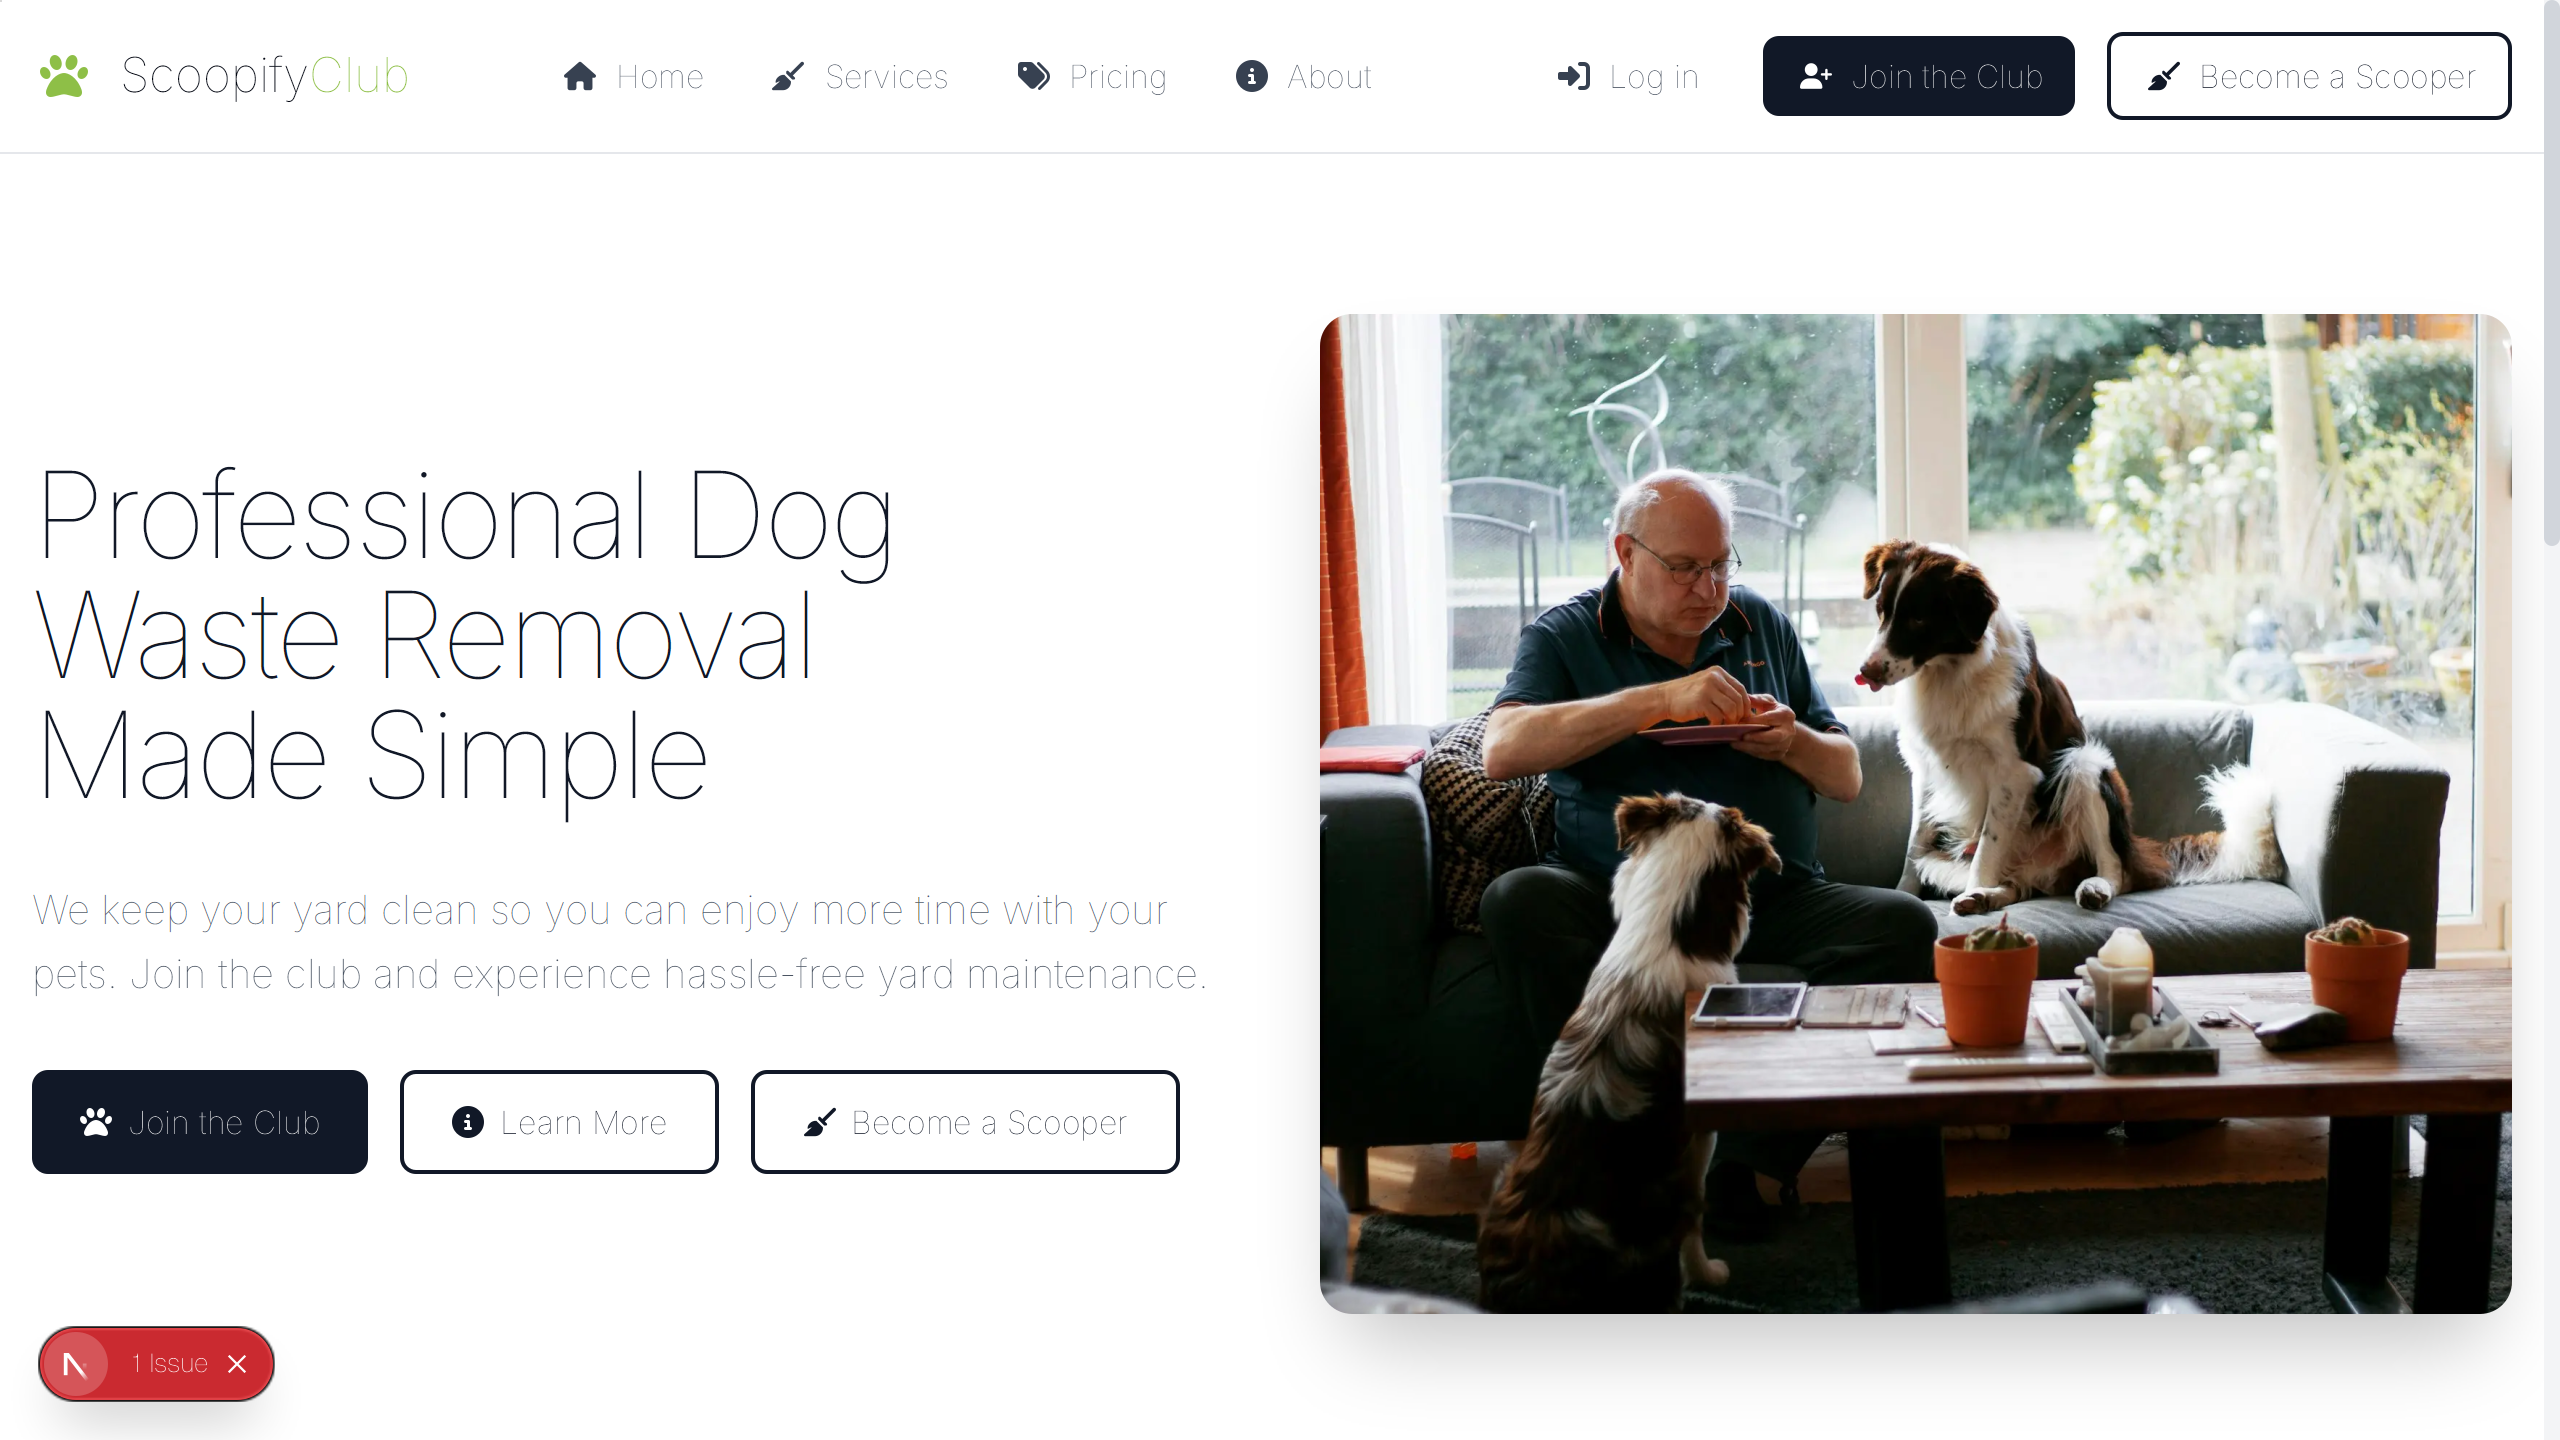 ScoopifyClub
Home
Services
Pricing
About
Log in
Join the Club
Become a Scooper
Professional Dog
Waste Removal
Made Simple
We keep your yard clean so you can enjoy more time with your
pets. Join the club and experience hassle-free yard maintenance.
Join the Club
Learn More
Become a Scooper
N
1 Issue